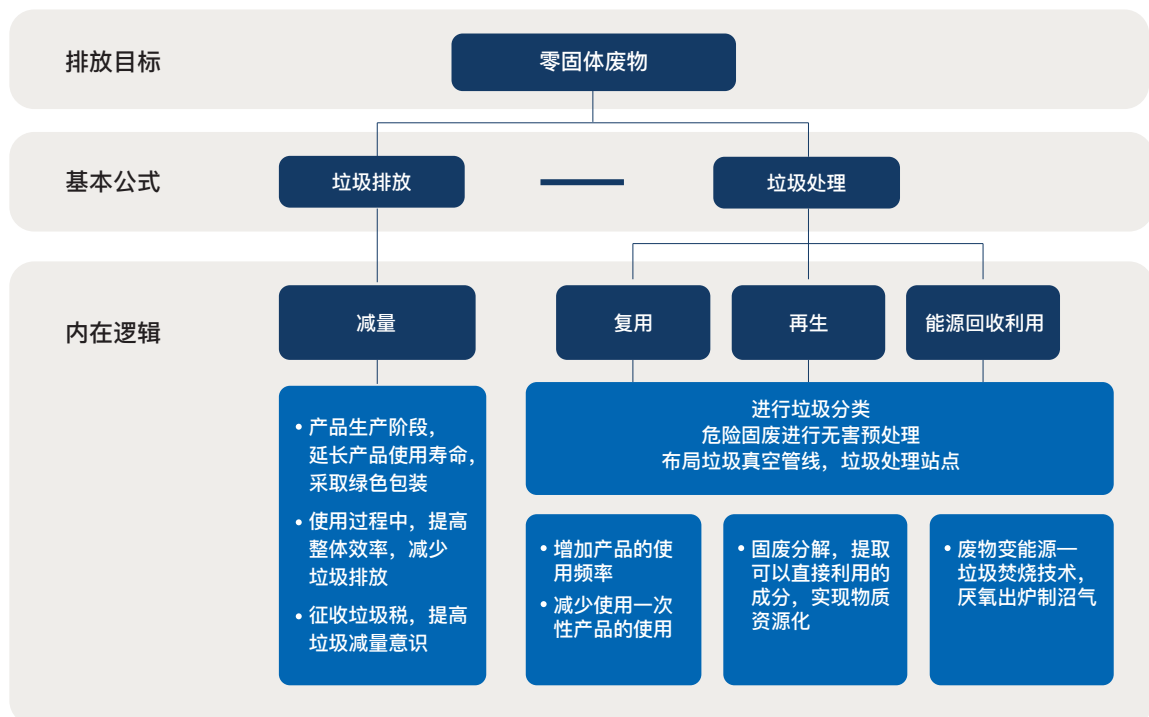 排放目标
零固体废物
基本公式
垃圾排放
垃圾处理
内在逻辑
减量
复用
再生
能源回收利用
• 产品生产阶段，
延长产品使用寿命，
采取绿色包装
• 使用过程中，提高
整体效率，减少
垃圾排放
• 征收垃圾税，提高
垃圾减量意识
进行垃圾分类
危险固废进行无害预处理
布局垃圾真空管线，垃圾处理站点
• 增加产品的使
用频率
• 减少使用一次
性产品的使用
• 固废分解，提取
可以直接利用的
成分，实现物质
资源化
• 废物变能源一
垃圾焚烧技术，
厌氧出炉制沼气